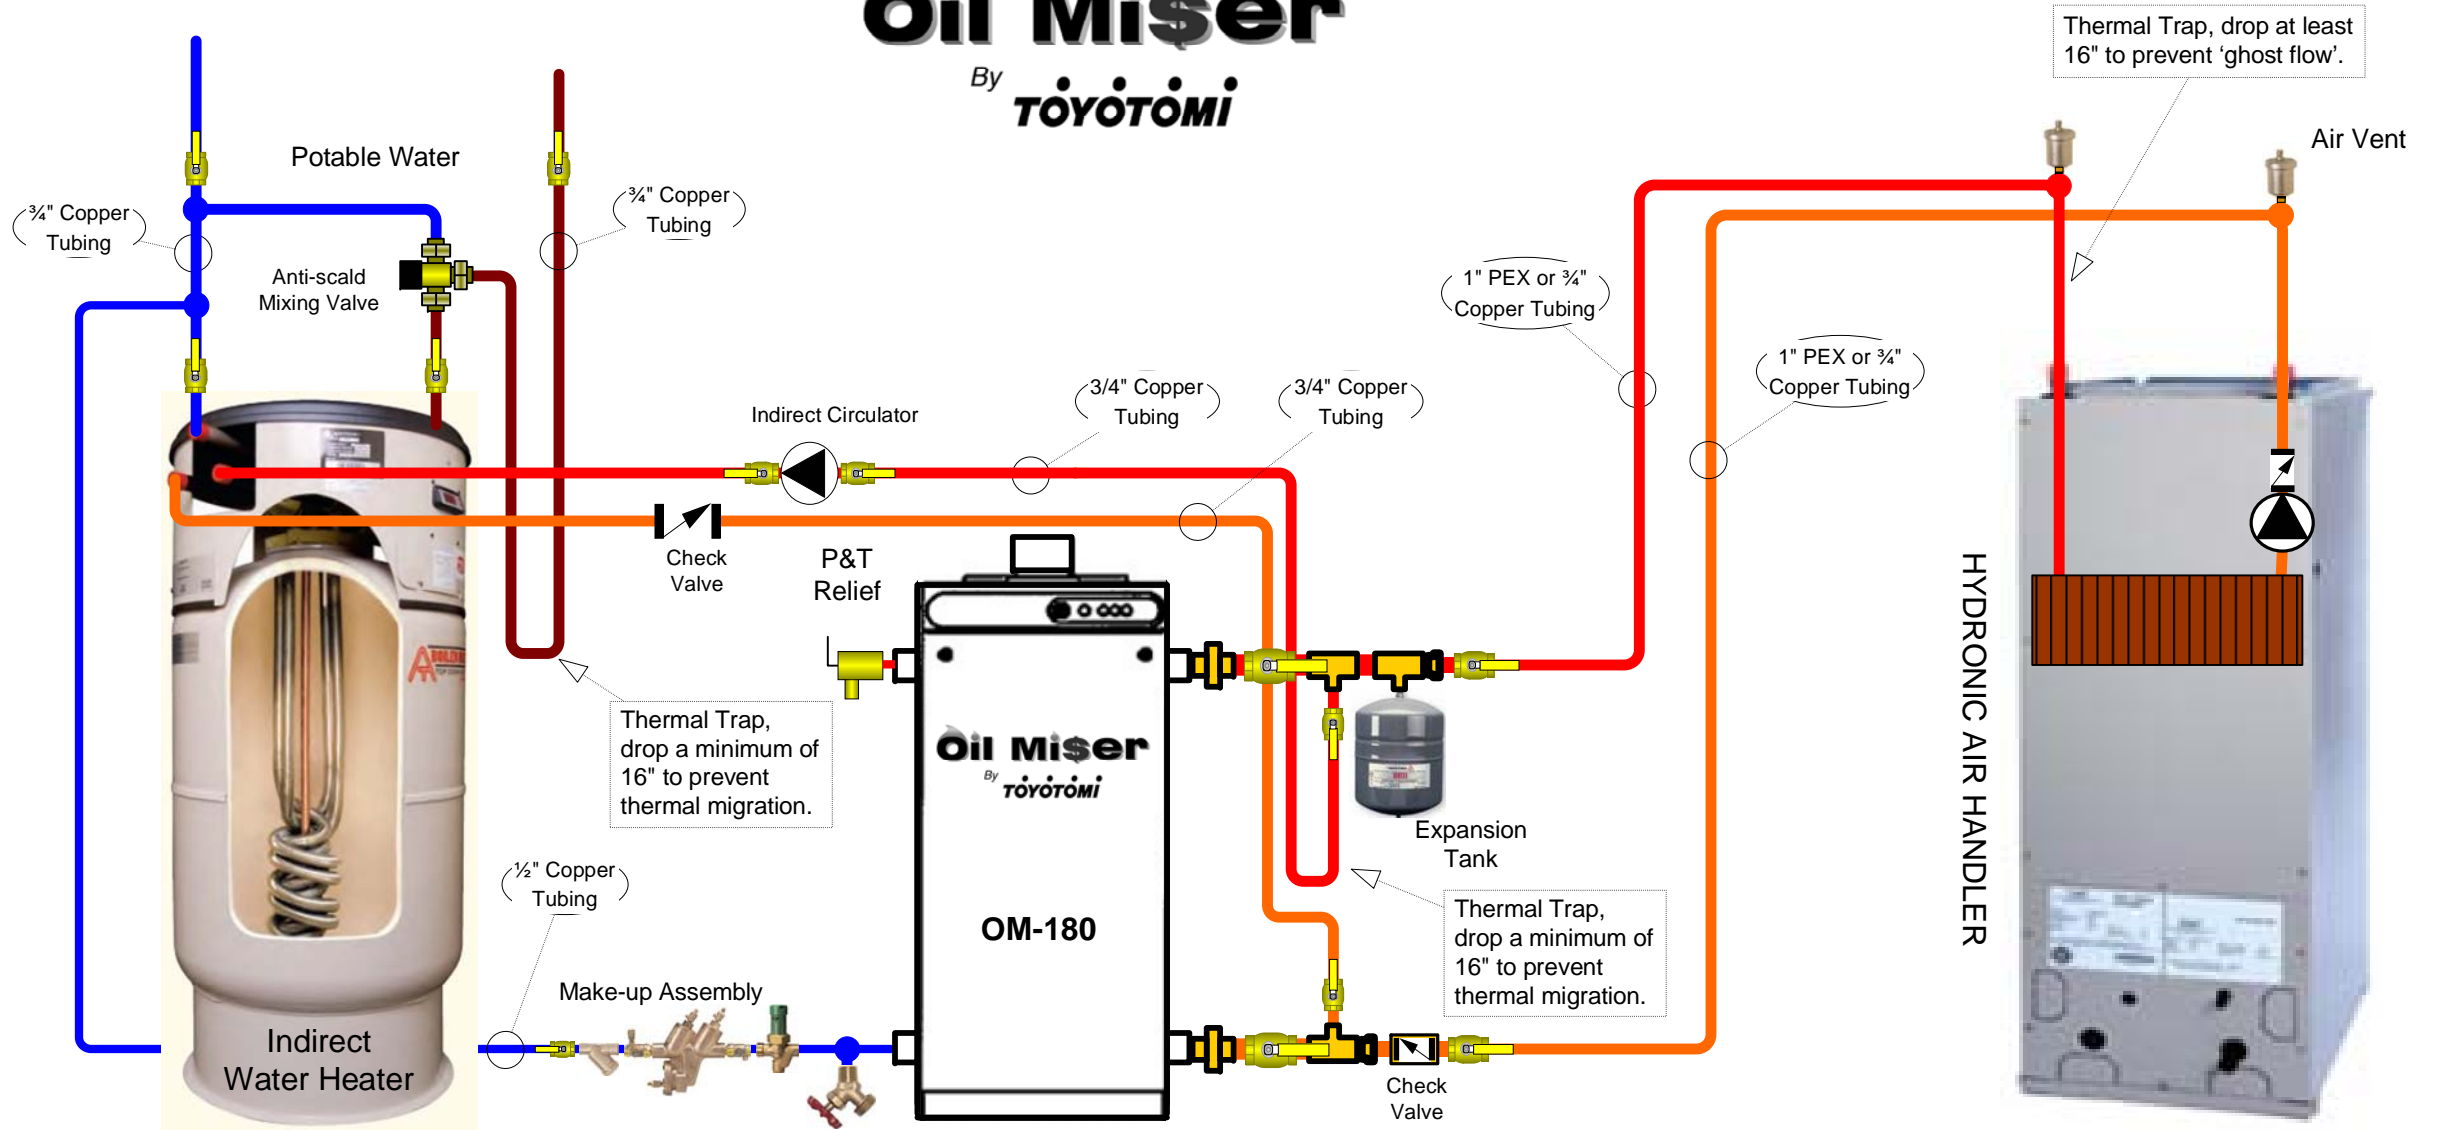 Oil Mi$er
By
TOYOTOMI
Thermal Trap, drop at least
16" to prevent ‘ghost flow’.
Air Vent
Potable Water
¾" Copper
Tubing
¾" Copper
Tubing
Anti-scald
Mixing Valve
1" PEX or ¾"
Copper Tubing
1" PEX or ¾"
Copper Tubing
Indirect Circulator
3/4" Copper
Tubing
3/4" Copper
Tubing
Check
Valve
P&T
Relief
HYDRONIC AIR HANDLER
Thermal Trap,
drop a minimum of
16" to prevent
thermal migration.
Oil Mi$er
By
TOYOTOMI
OM-180
Expansion
Tank
½" Copper
Tubing
Thermal Trap,
drop a minimum of
16" to prevent
thermal migration.
Make-up Assembly
Indirect
Water Heater
Check
Valve